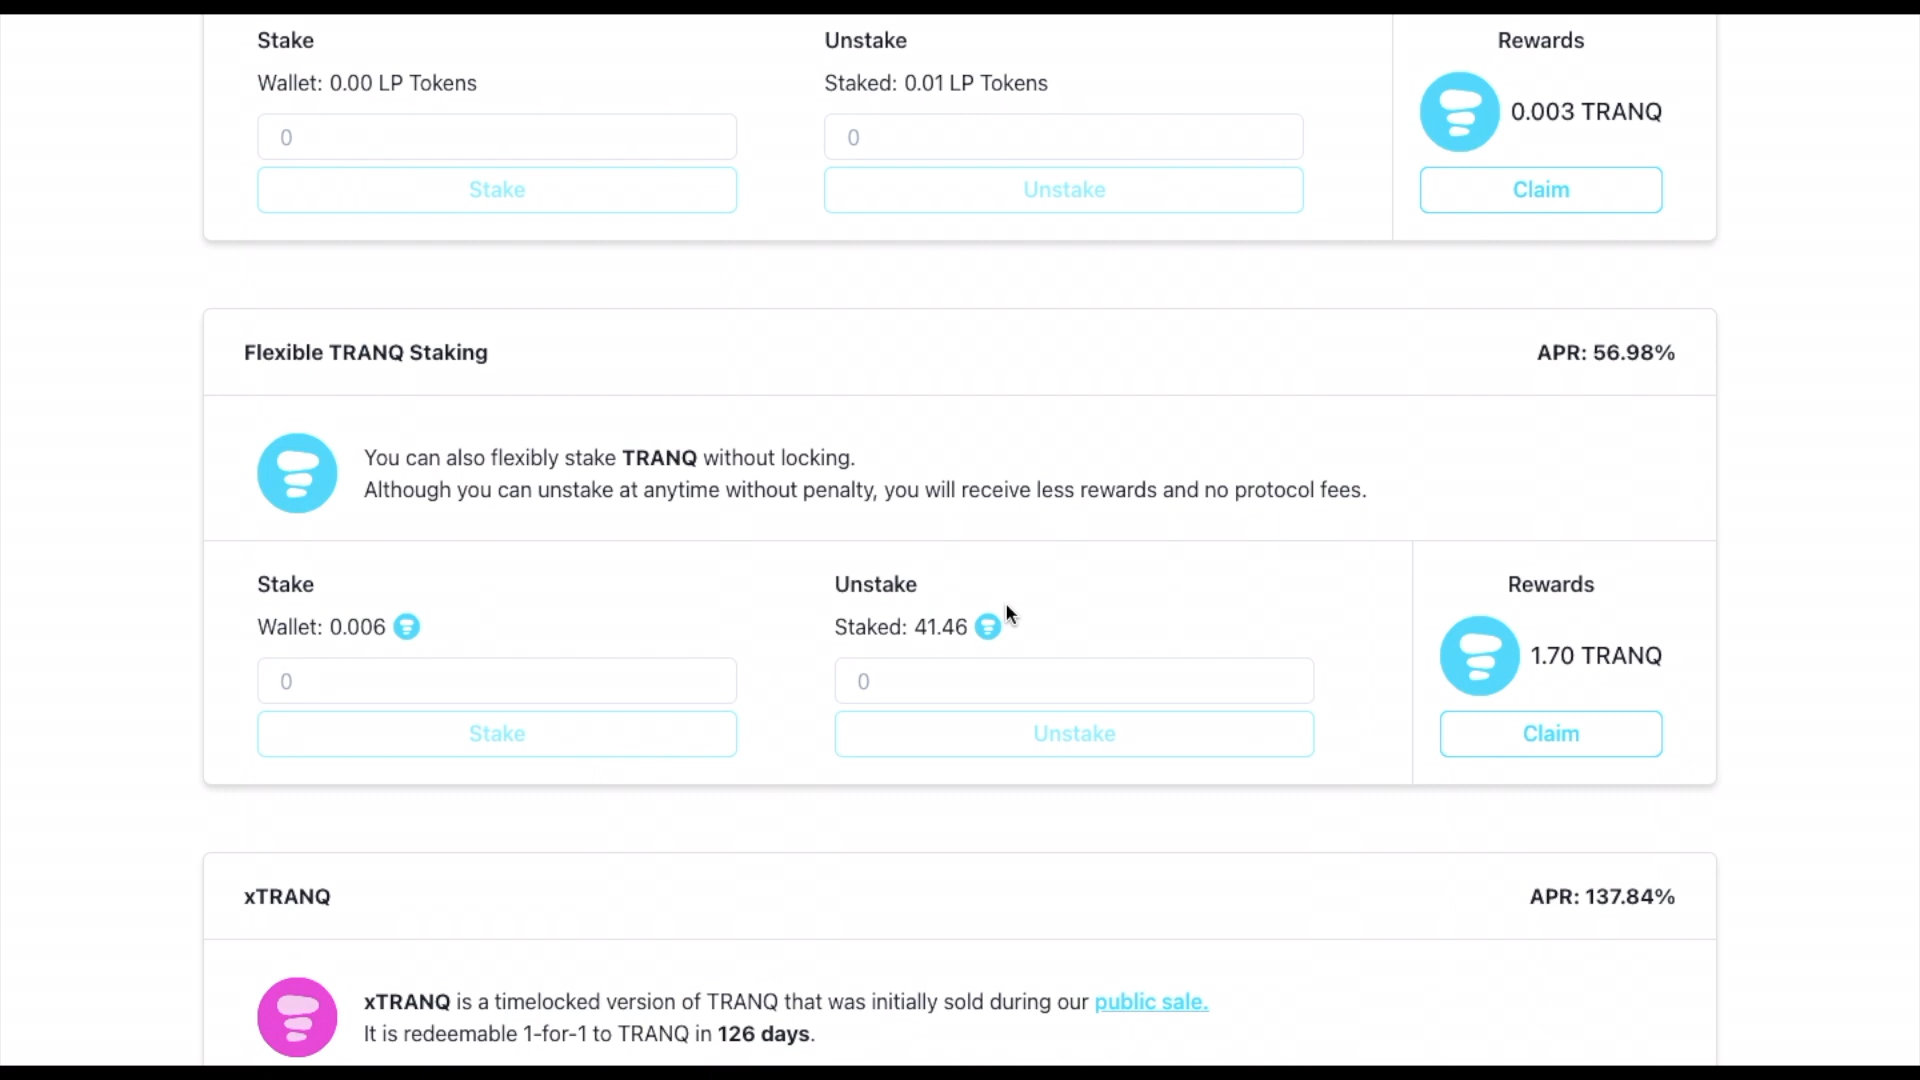 Stake
Unstake
Rewards
Wallet: 0.00 LP Tokens
Staked: 0.01 LP Tokens
0.003 TRANQ
0
0
Stake
Unstake
Claim
Flexible TRANQ Staking
APR: 56.98%
You can also flexibly stake TRANQ without locking.
Although you can unstake at anytime without penalty, you will receive less rewards and no protocol fees.
Stake
Unstake
Rewards
Wallet: 0.006
Staked: 41.46
1.70 TRANQ
0
0
Stake
Unstake
Claim
xTRANQ
APR: 137.84%
xTRANQ is a timelocked version of TRANQ that was initially sold during our public sale.
It is redeemable 1-for-1 to TRANQ in 126 days.